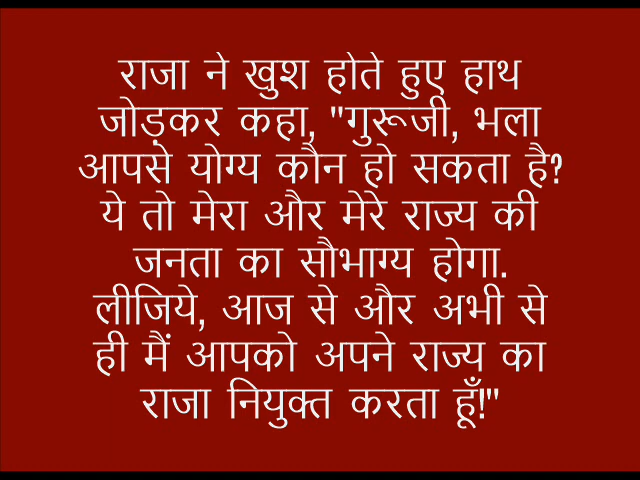 राजा ने खुश होते हुए हाथ
जोड़कर कहा, "गुरूजी, भला
आपसे योग्य कौन हो सकता है?
ये तो मेरा और मेरे राज्य की
जनता का सौभाग्य होगा.
लीजिये, आज से और अभी से
ही मैं आपको अपने राज्य का
राजा नियुक्त करता हूँ!"